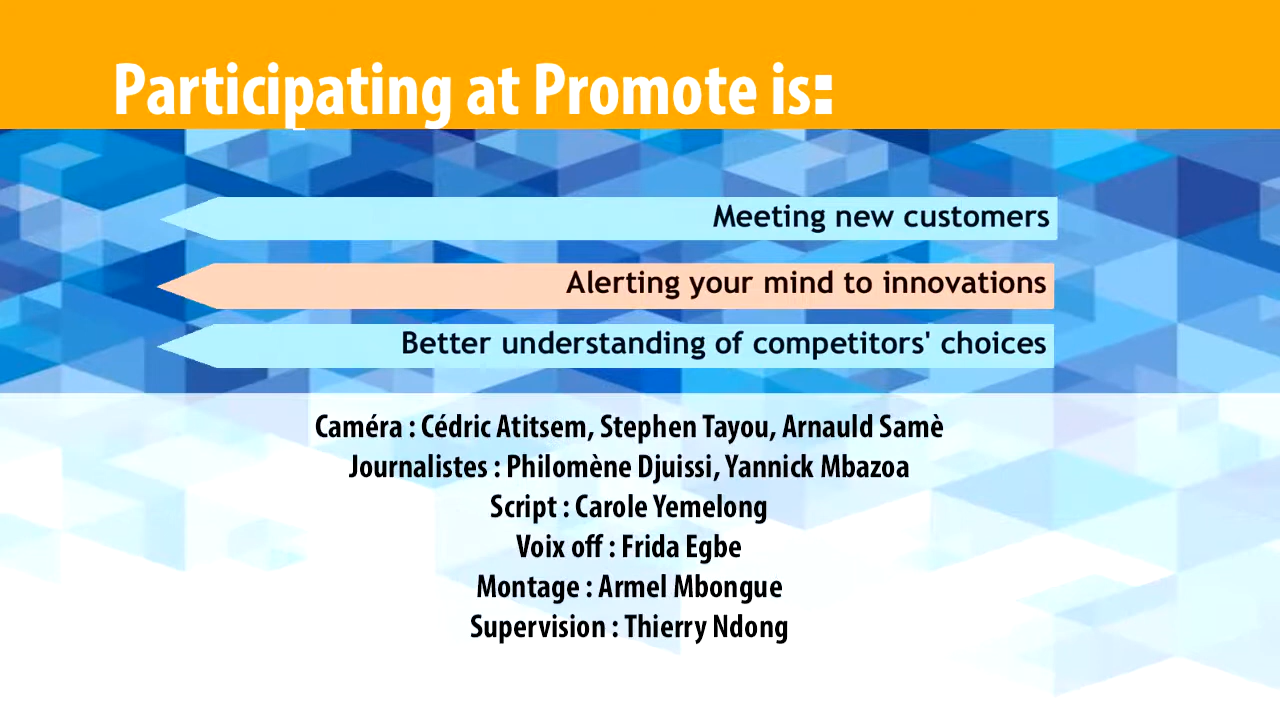 Participating at Promote is:
Meeting new customers
Alerting your mind to innovations
Better understanding of competitors' choices
Caméra : Cédric Atitsem, Stephen Tayou, Arnauld Samè
Journalistes : Philomène Djuissi, Yannick Mbazoa
Script : Carole Yemelong
Voix off : Frida Egbe
Montage : Armel Mbongue
Supervision : Thierry Ndong